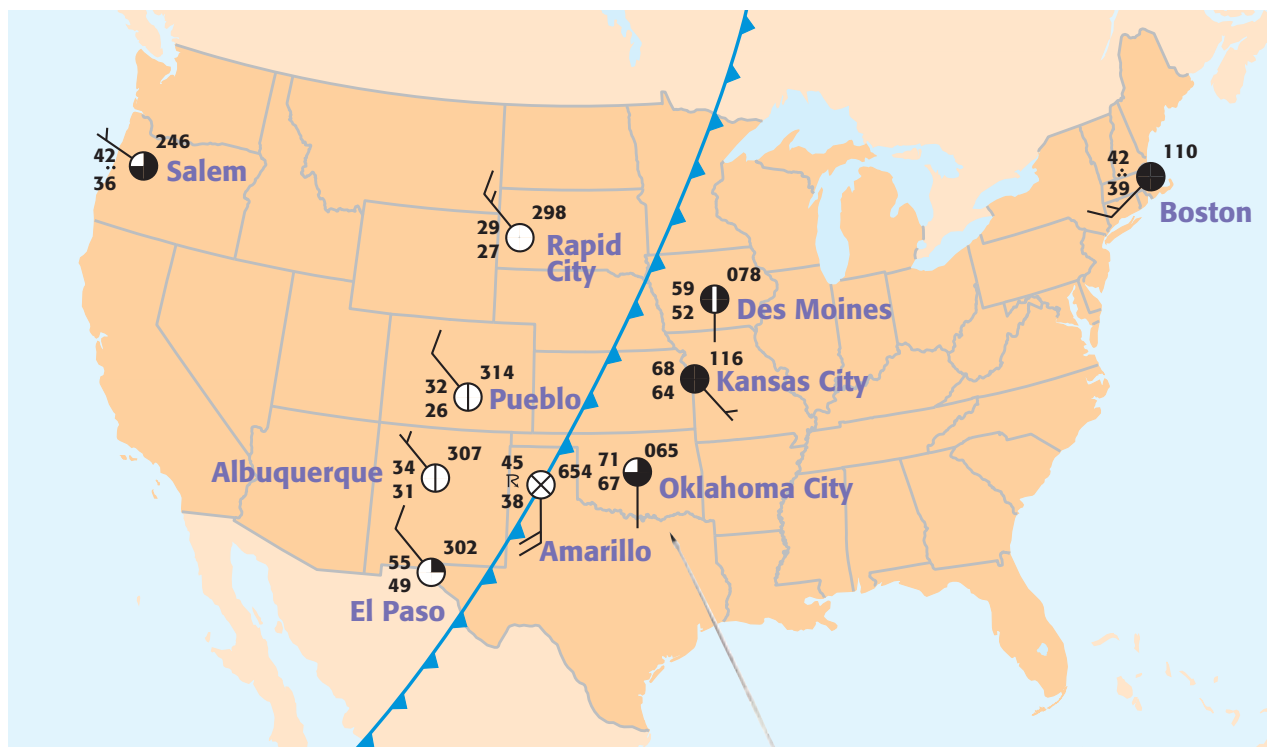 246
42
36
Salem
298
29
27
Rapid
City
42
39
110
Boston
59
52
078
Des Moines
68
64
116
Kansas City
314
32
26
Pueblo
Albuquerque
307
34
31
45
38
654
Amarillo
71
67
065
Oklahoma City
302
55
49
El Paso